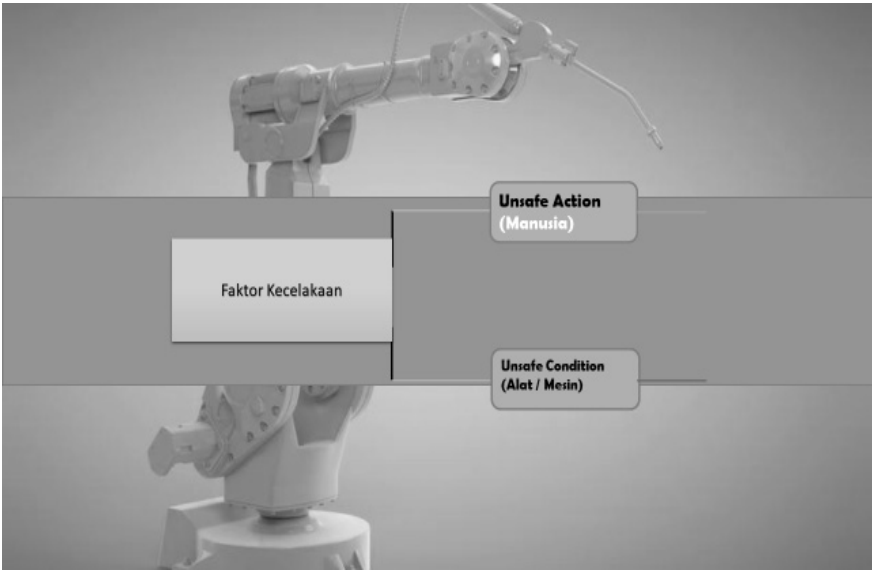 Unsafe Action
(Manusia)
Faktor Kecelakaan
Unsafe Condition
(Alat / Mesin)